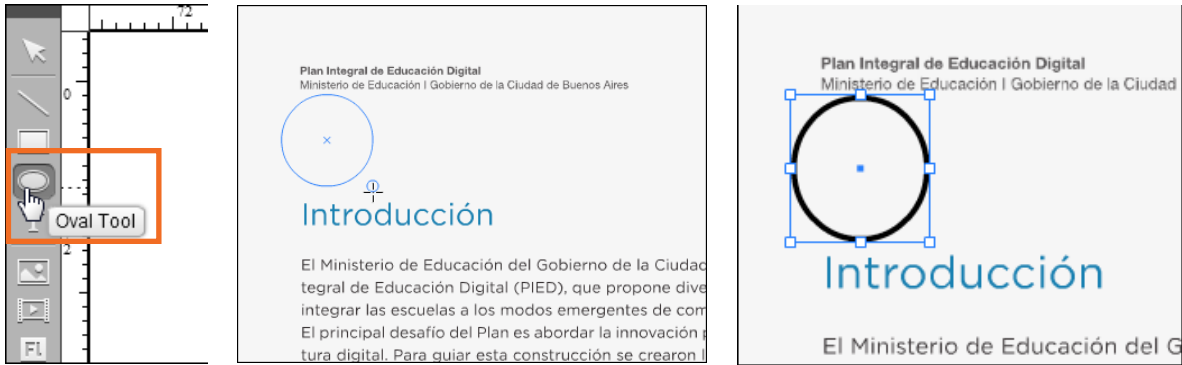 72
0
Oval Tool
2
FL
Plan Integral de Educación Digital
Ministerio de Educación | Gobierno de la Ciudad de Buenos Aires
Introducción
El Ministerio de Educación del Gobierno de la Ciudad
tegral de Educación Digital (PIED), que propone dive
integrar las escuelas a los modos emergentes de com
El principal desafío del Plan es abordar la innovación p
tura digital. Para guiar esta construcción se crearon l
Plan Integral de Educación Digital
Ministerio de Educación | Gobierno de la Ciudad
Introducción
El Ministerio de Educación del G